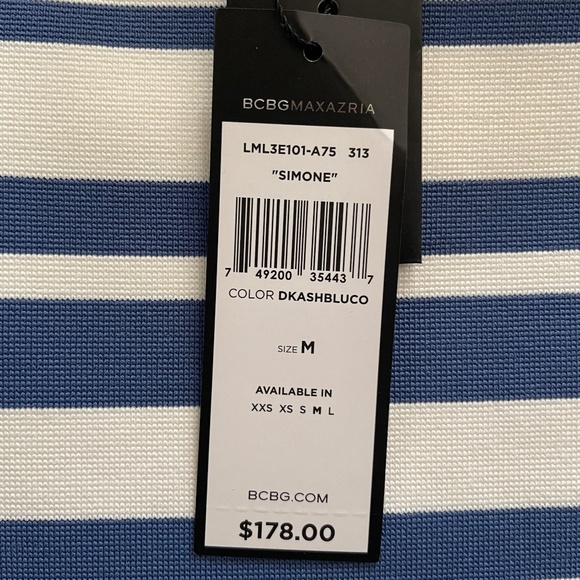 BCBGMAXAZRIA
LML3E101-A75 313
"SIMONE"
7 49200 35443 7
COLOR DKASHBLUCO
SIZE M
AVAILABLE IN
XXS XS S M L
BCBG.COM
$178.00